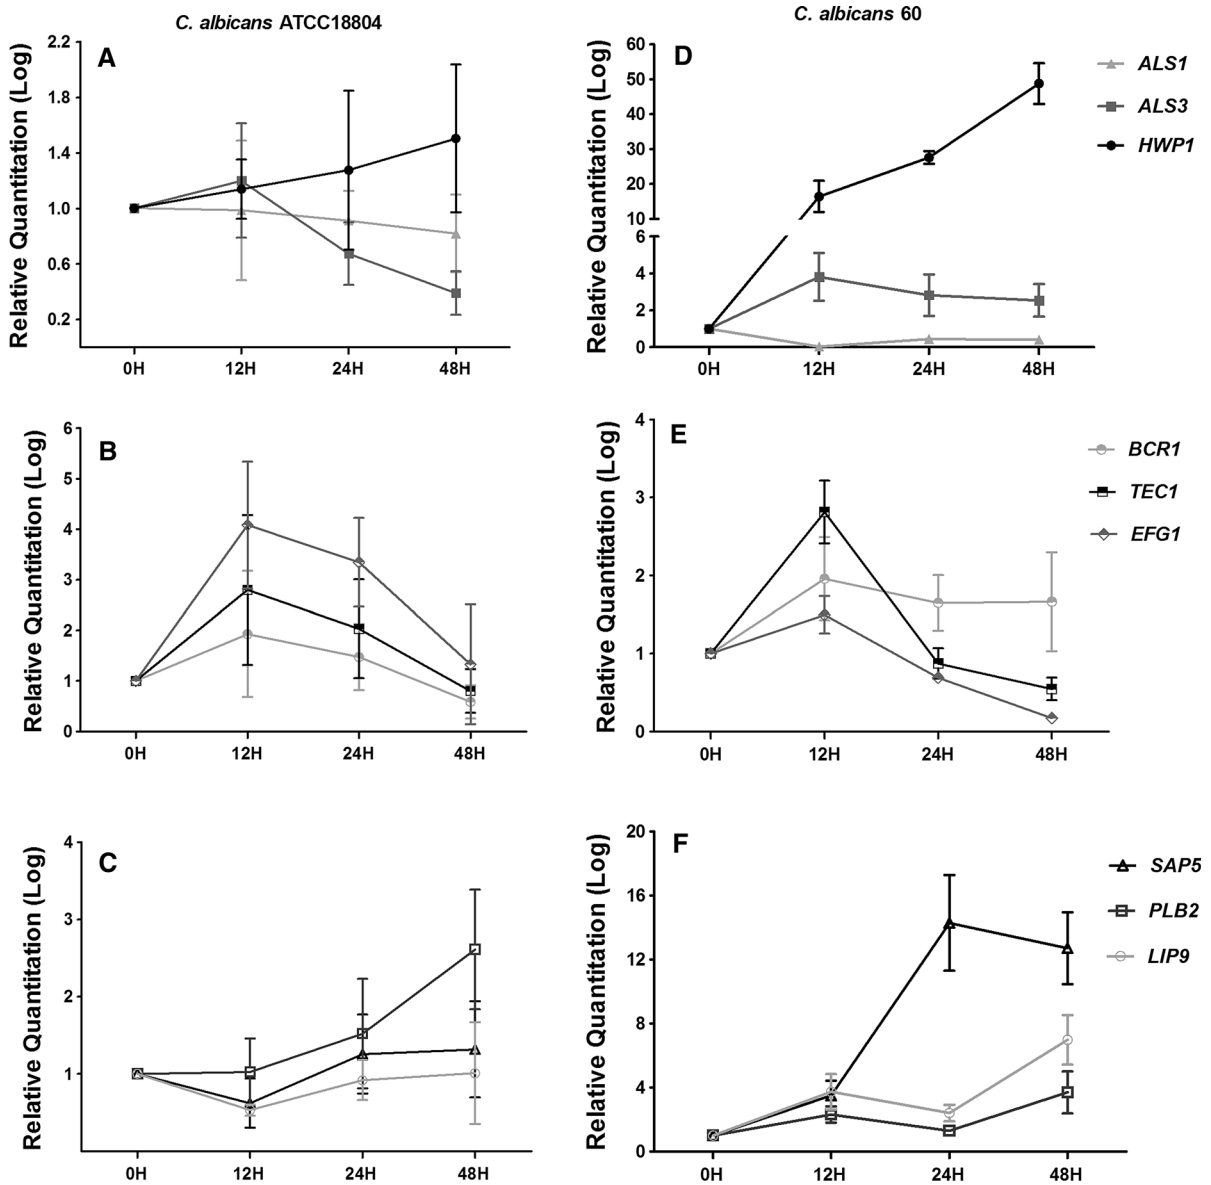 C. albicans ATCC18804
C. albicans 60
A
Relative Quantitation (Log)
2.2
1.8
1.4
1.0
0.6
0.2
0H 12H 24H 48H
D
Relative Quantitation (Log)
60
50
40
30
20
10
6
4
2
0
0H 12H 24H 48H
ALS1
ALS3
HWP1
B
Relative Quantitation (Log)
6
5
4
3
2
1
0
0H 12H 24H 48H
E
Relative Quantitation (Log)
4
3
2
1
0
0H 12H 24H 48H
BCR1
TEC1
EFG1
C
Relative Quantitation (Log)
4
3
2
1
0H 12H 24H 48H
F
Relative Quantitation (Log)
20
16
12
8
4
0
0H 12H 24H 48H
SAP5
PLB2
LIP9